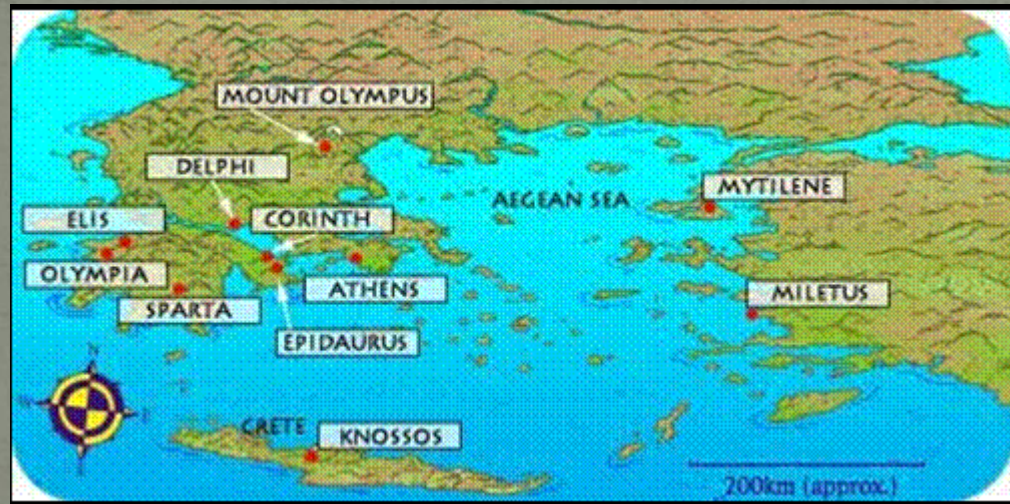 MOUNT OLYMPUS
DELPHI
MYTILENE
AEGEAN SEA
ELIS
CORINTH
OLYMPIA
ATHENS
MILETUS
SPARTA
EPIDAURUS
N
E
CRETE
KNOSSOS
200km (approx.)